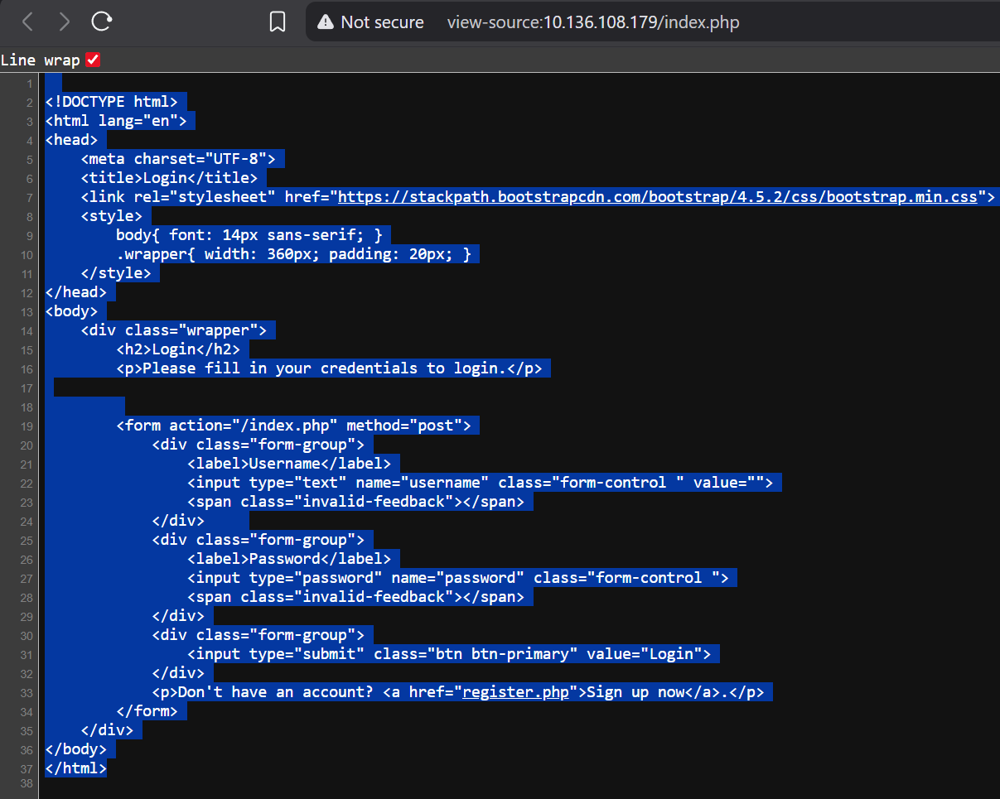 Not secure view-source:10.136.108.179/index.php
Line wrap
1
2 <!DOCTYPE html>
3 <html lang="en">
4 <head>
5 <meta charset="UTF-8">
6 <title>Login</title>
7 <link rel="stylesheet" href="https://stackpath.bootstrapcdn.com/bootstrap/4.5.2/css/bootstrap.min.css">
8 <style>
9 body{ font: 14px sans-serif; }
10 .wrapper{ width: 360px; padding: 20px; }
11 </style>
12 </head>
13 <body>
14 <div class="wrapper">
15 <h2>Login</h2>
16 <p>Please fill in your credentials to login.</p>
17
18
19 <form action="/index.php" method="post">
20 <div class="form-group">
21 <label>Username</label>
22 <input type="text" name="username" class="form-control " value="">
23 <span class="invalid-feedback"></span>
24 </div>
25 <div class="form-group">
26 <label>Password</label>
27 <input type="password" name="password" class="form-control ">
28 <span class="invalid-feedback"></span>
29 </div>
30 <div class="form-group">
31 <input type="submit" class="btn btn-primary" value="Login">
32 </div>
33 <p>Don't have an account? <a href="register.php">Sign up now</a>.</p>
34 </form>
35 </div>
36 </body>
37 </html>
38